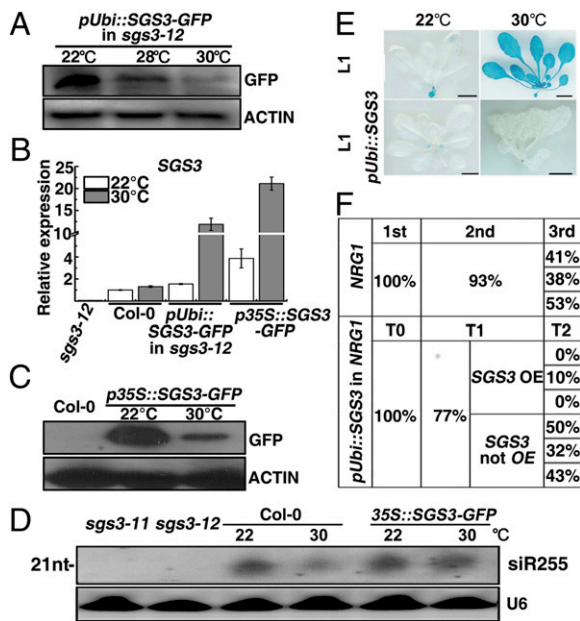 A
pUbi::SGS3-GFP
in sgs3-12
22℃ 28℃ 30℃
GFP
ACTIN
B
SGS3
22°C
30°C
Relative expression
25
20
15
10
4
2
0
sgs3-12
Col-0
pUbi::
SGS3-GFP
in sgs3-12
p35S::SGS3
-GFP
C
Col-0
p35S::SGS3-GFP
22℃ 30℃
GFP
ACTIN
D
sgs3-11 sgs3-12
Col-0
35S::SGS3-GFP
22 30 22 30 ℃
21nt-
siR255
U6
E
22℃ 30℃
L1
L1
pUbi::SGS3
F
1st 2nd 3rd
NRG1
100% 93%
41%
38%
53%
pUbi::SGS3 in NRG1
T0 T1 T2
100% 77%
SGS3 OE
0%
10%
0%
SGS3
not OE
50%
32%
43%